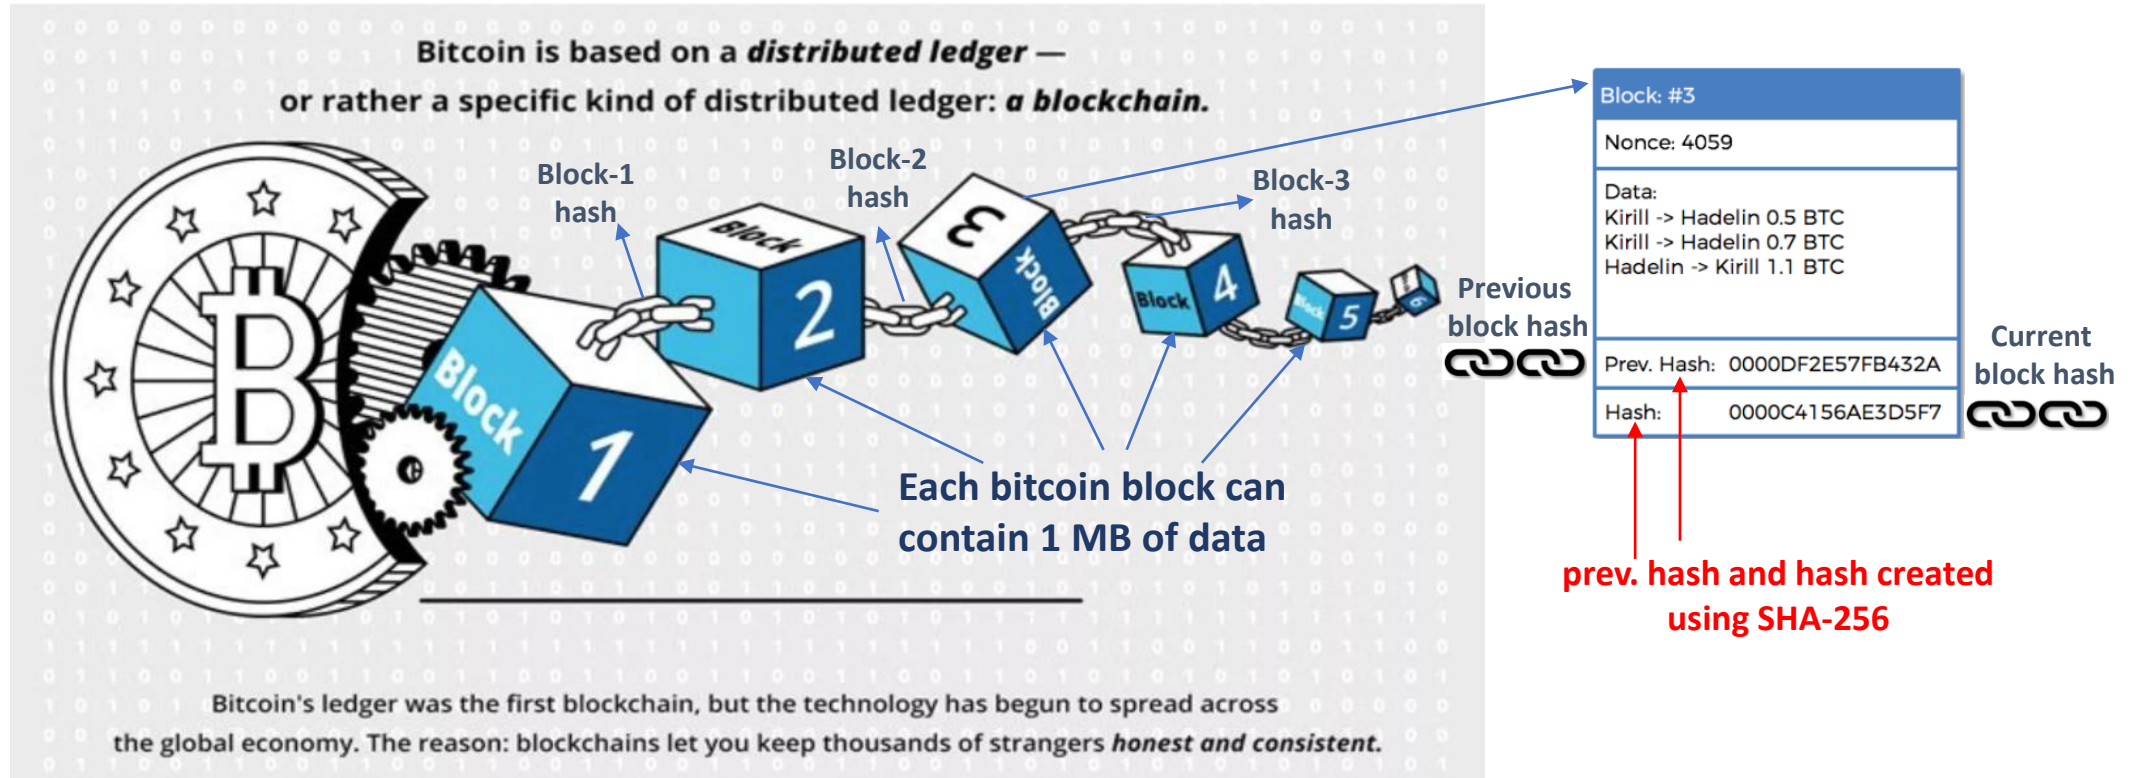 Bitcoin is based on a distributed ledger —
or rather a specific kind of distributed ledger: a blockchain.
Block-1
hash
Block-2
hash
Block-3
hash
Block
1
Block
2
3
Block
Block
4
Block
5
6
Each bitcoin block can
contain 1 MB of data
Previous
block hash
Block: #3
Nonce: 4059
Data:
Kirill -> Hadelin 0.5 BTC
Kirill -> Hadelin 0.7 BTC
Hadelin -> Kirill 1.1 BTC
Prev. Hash: 0000DF2E57FB432A
Hash: 0000C4156AE3D5F7
Current
block hash
prev. hash and hash created
using SHA-256
Bitcoin's ledger was the first blockchain, but the technology has begun to spread across
the global economy. The reason: blockchains let you keep thousands of strangers honest and consistent.